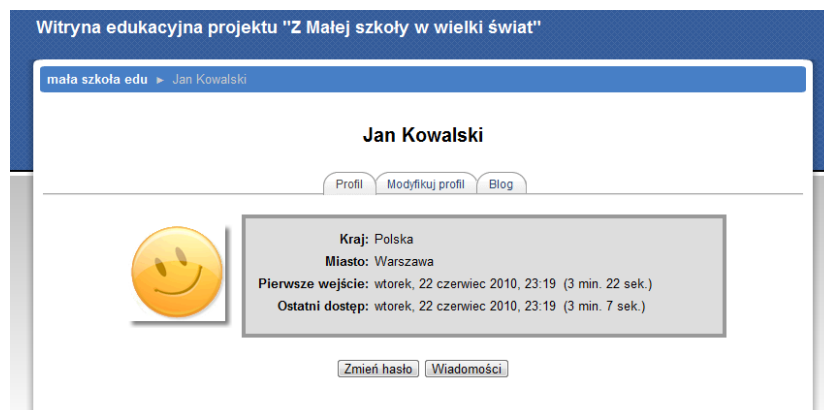 Witryna edukacyjna projektu "Z Małej szkoły w wielki świat"
mała szkoła edu ► Jan Kowalski
Jan Kowalski
Profil Modyfikuj profil Blog
Kraj: Polska
Miasto: Warszawa
Pierwsze wejście: wtorek, 22 czerwiec 2010, 23:19 (3 min. 22 sek.)
Ostatni dostęp: wtorek, 22 czerwiec 2010, 23:19 (3 min. 7 sek.)
Zmień hasło Wiadomości